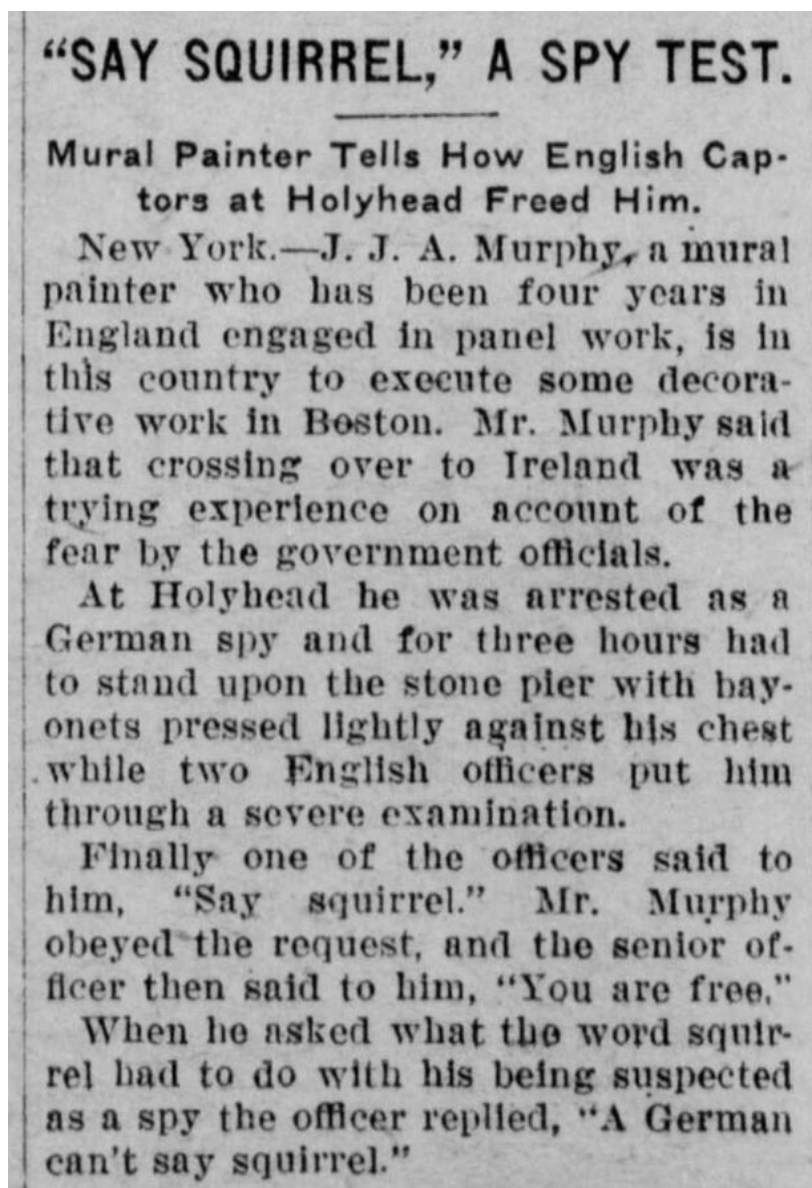 “SAY SQUIRREL,” A SPY TEST.
Mural Painter Tells How English Cap-
tors at Holyhead Freed Him.
New York.—J. J. A. Murphy, a mural
painter who has been four years in
England engaged in panel work, is in
this country to execute some decora-
tive work in Boston. Mr. Murphy said
that crossing over to Ireland was a
trying experience on account of the
fear by the government officials.
At Holyhead he was arrested as a
German spy and for three hours had
to stand upon the stone pier with bay-
onets pressed lightly against his chest
while two English officers put him
through a severe examination.
Finally one of the officers said to
him, “Say squirrel.” Mr. Murphy
obeyed the request, and the senior of-
ficer then said to him, “You are free.”
When he asked what the word squir-
rel had to do with his being suspected
as a spy the officer replied, “A German
can't say squirrel.”